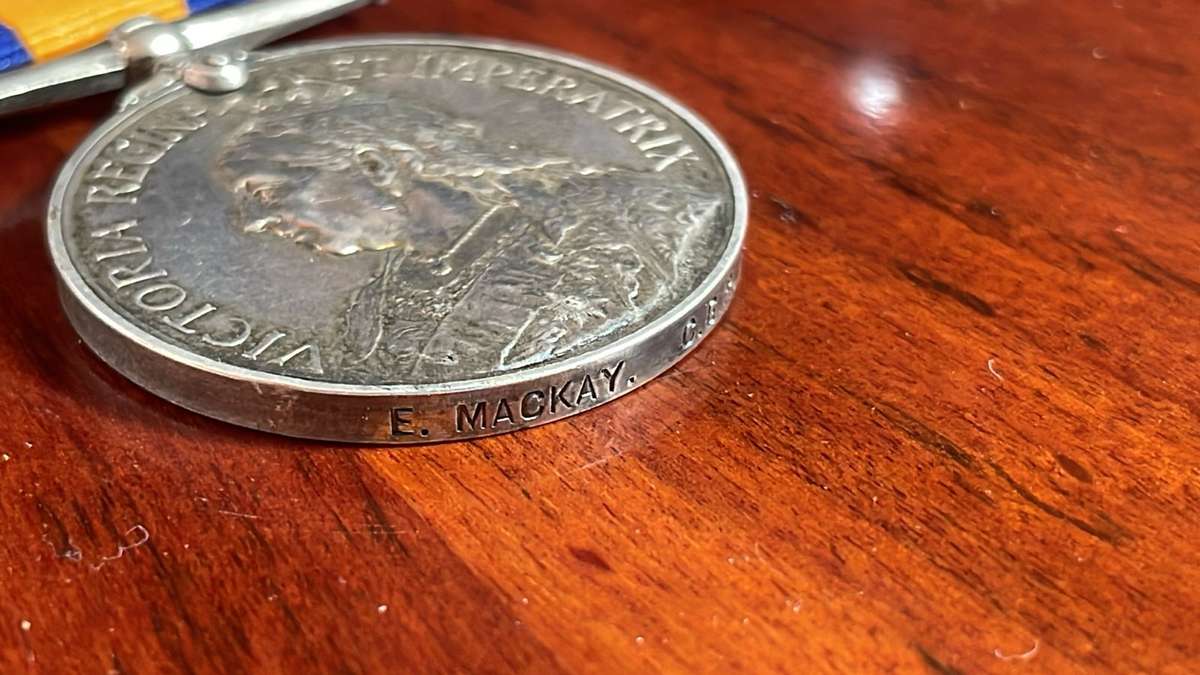 VICTORIA REGINA ET IMPERATRIX
E. MACKAY. C.